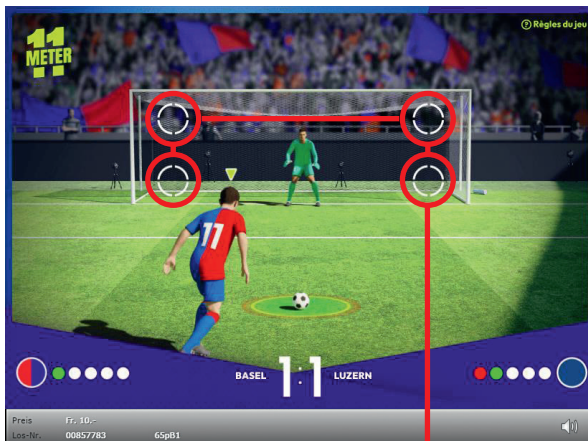 11
METER
? Règles du jeu
11
BASEL 1:1 LUZERN
Preis Fr. 10.-
Los-Nr. 00857783 65pB1